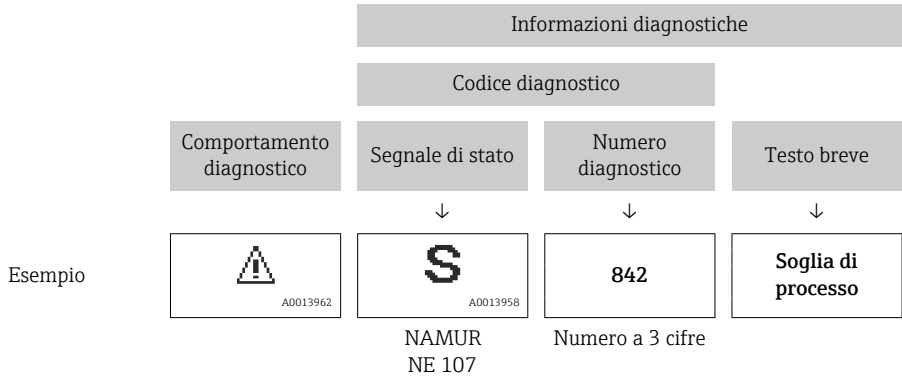 Informazioni diagnostiche
Codice diagnostico
Comportamento
diagnostico
Segnale di stato
Numero
diagnostico
Testo breve
↓
↓
↓
Esempio
A0013962
S
A0013958
842
Soglia di
processo
NAMUR
NE 107
Numero a 3 cifre